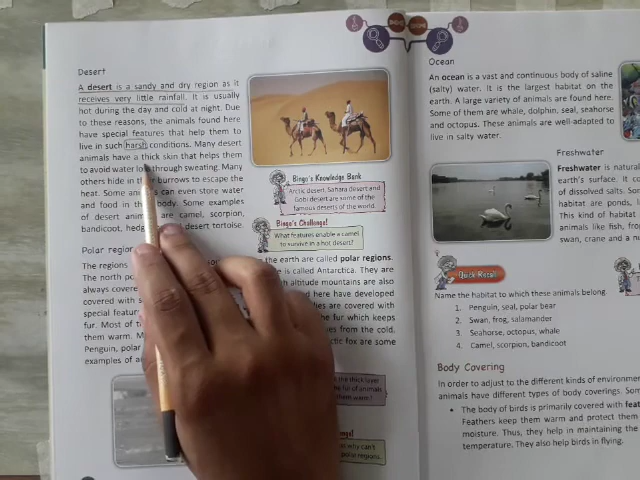 Desert
A desert is a sandy and dry region as it
receives very little rainfall. It is usually
hot during the day and cold at night. Due
to these reasons, the animals found here
have special features that help them to
live in such harsh conditions. Many desert
animals have a thick skin that helps them
to avoid water through sweating. Many
others hide in burrows to escape the
heat. Some can even store water
and food in body. Some examples
of desert are camel, scorpion,
bandicoot, desert tortoise.
Bingo's Knowledge Bank
Arctic desert, Sahara desert and
Gobi desert are some of the
famous deserts of the world.
Bingo's Challenge!
What features enable a camel
to survive in a hot desert?
Polar
The regions the earth are called polar regions.
The north is called Antarctica. They are
always altitude mountains are also
covered with here have developed
special are covered with
fur. Most of the fur which keeps
them warm. from the cold.
Penguin, polar fox are some
examples of
the thick layer
of animals
them warm?
why can't
polar regions.
Ocean
An ocean is a vast and continuous body of saline
(salty) water. It is the largest habitat on the
earth. A large variety of animals are found here.
Some of them are whale, dolphin, seal, seahorse
and octopus. These animals are well-adapted to
live in salty water.
Freshwater
Freshwater is
earth's surface. It
of dissolved salts.
habitat are ponds,
This kind of habitat
animals like fish,
swan, crane and a
Quick Recall
Name the habitat to which these animals belong
1. Penguin, seal, polar bear
2. Swan, frog, salamander
3. Seahorse, octopus, whale
4. Camel, scorpion, bandicoot
Body Covering
In order to adjust to the different kinds of
animals have different types of body coverings.
• The body of birds is primarily covered with
Feathers keep them warm and protect them
moisture. Thus, they help in maintaining the
temperature. They also help birds in flying.